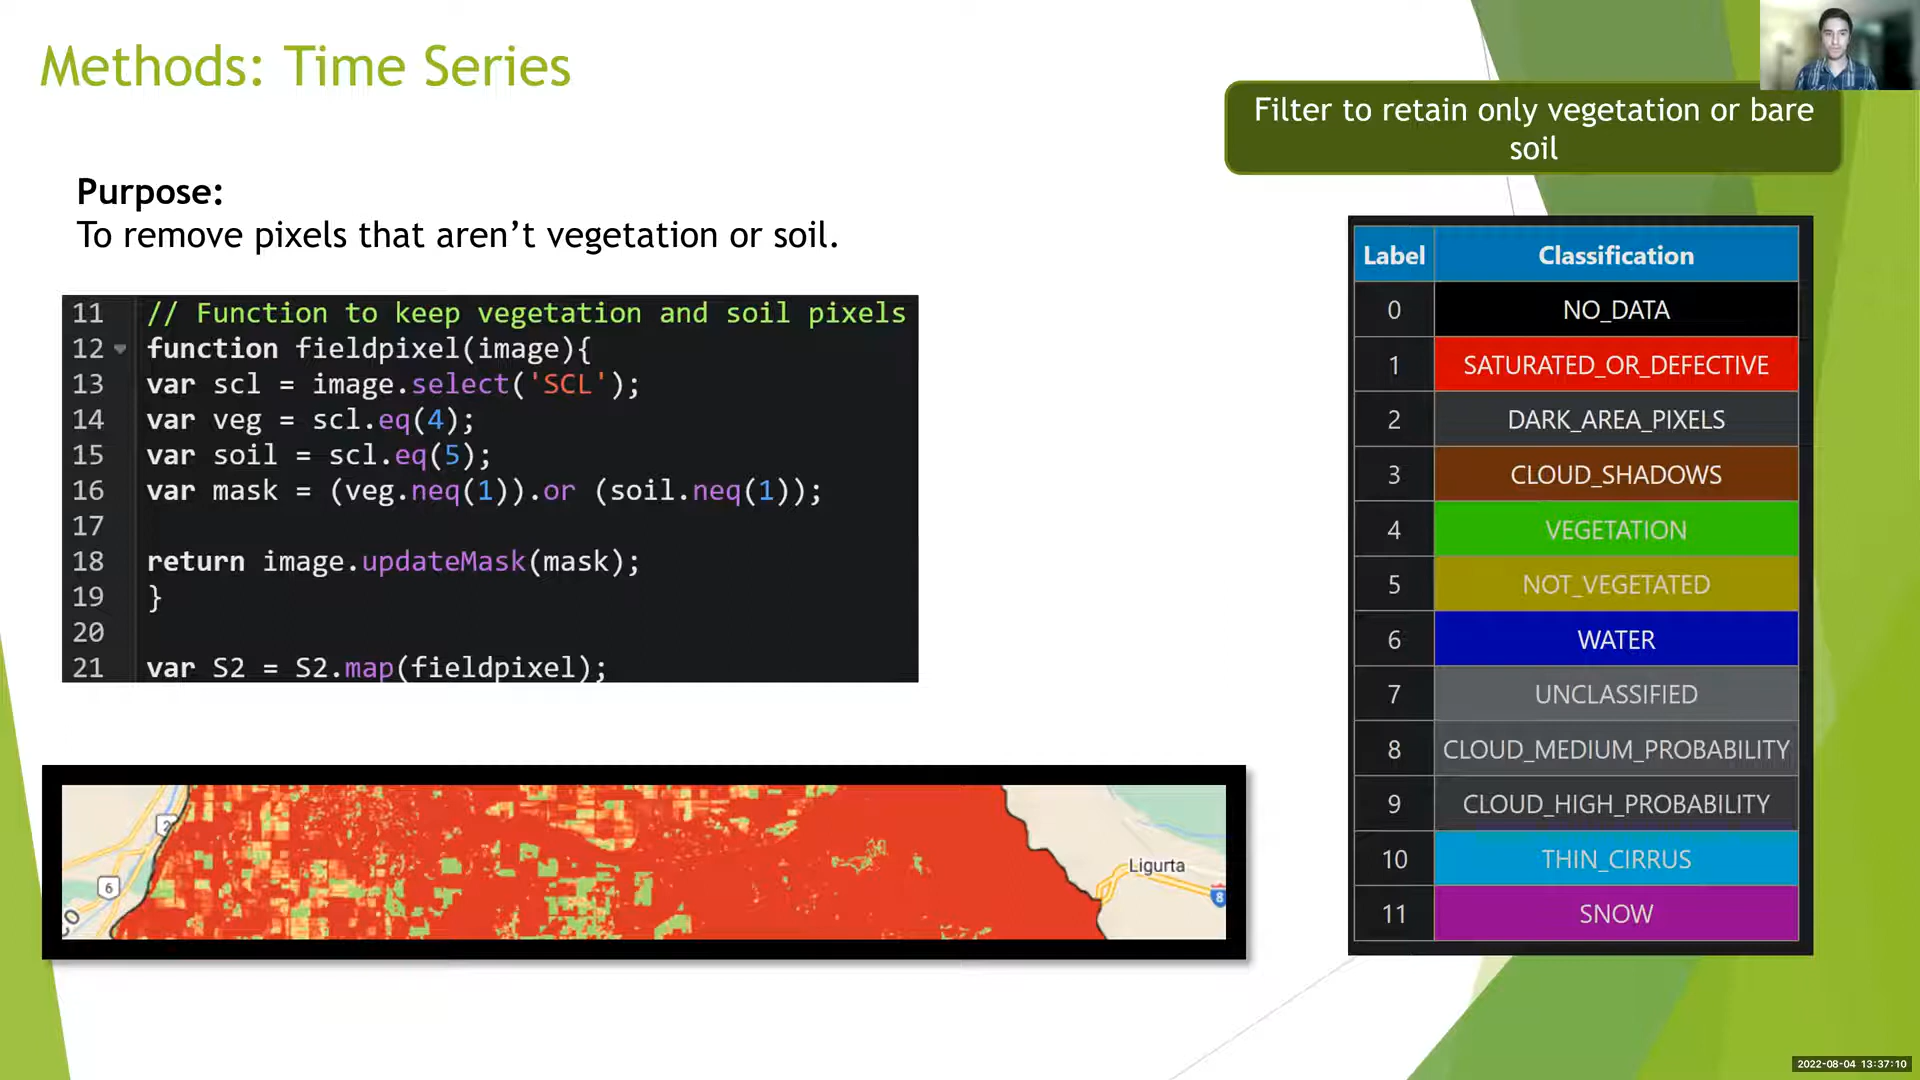 Methods: Time Series
Filter to retain only vegetation or bare
soil
Purpose:
To remove pixels that aren’t vegetation or soil.
11 // Function to keep vegetation and soil pixels
12 function fieldpixel(image){
13 var scl = image.select('SCL');
14 var veg = scl.eq(4);
15 var soil = scl.eq(5);
16 var mask = (veg.neq(1)).or (soil.neq(1));
17
18 return image.updateMask(mask);
19 }
20
21 var S2 = S2.map(fieldpixel);
Label Classification
0 NO_DATA
1 SATURATED_OR_DEFECTIVE
2 DARK_AREA_PIXELS
3 CLOUD_SHADOWS
4 VEGETATION
5 NOT_VEGETATED
6 WATER
7 UNCLASSIFIED
8 CLOUD_MEDIUM_PROBABILITY
9 CLOUD_HIGH_PROBABILITY
10 THIN_CIRRUS
11 SNOW
2
6
Ligurta
8
2022-08-04 13:37:10